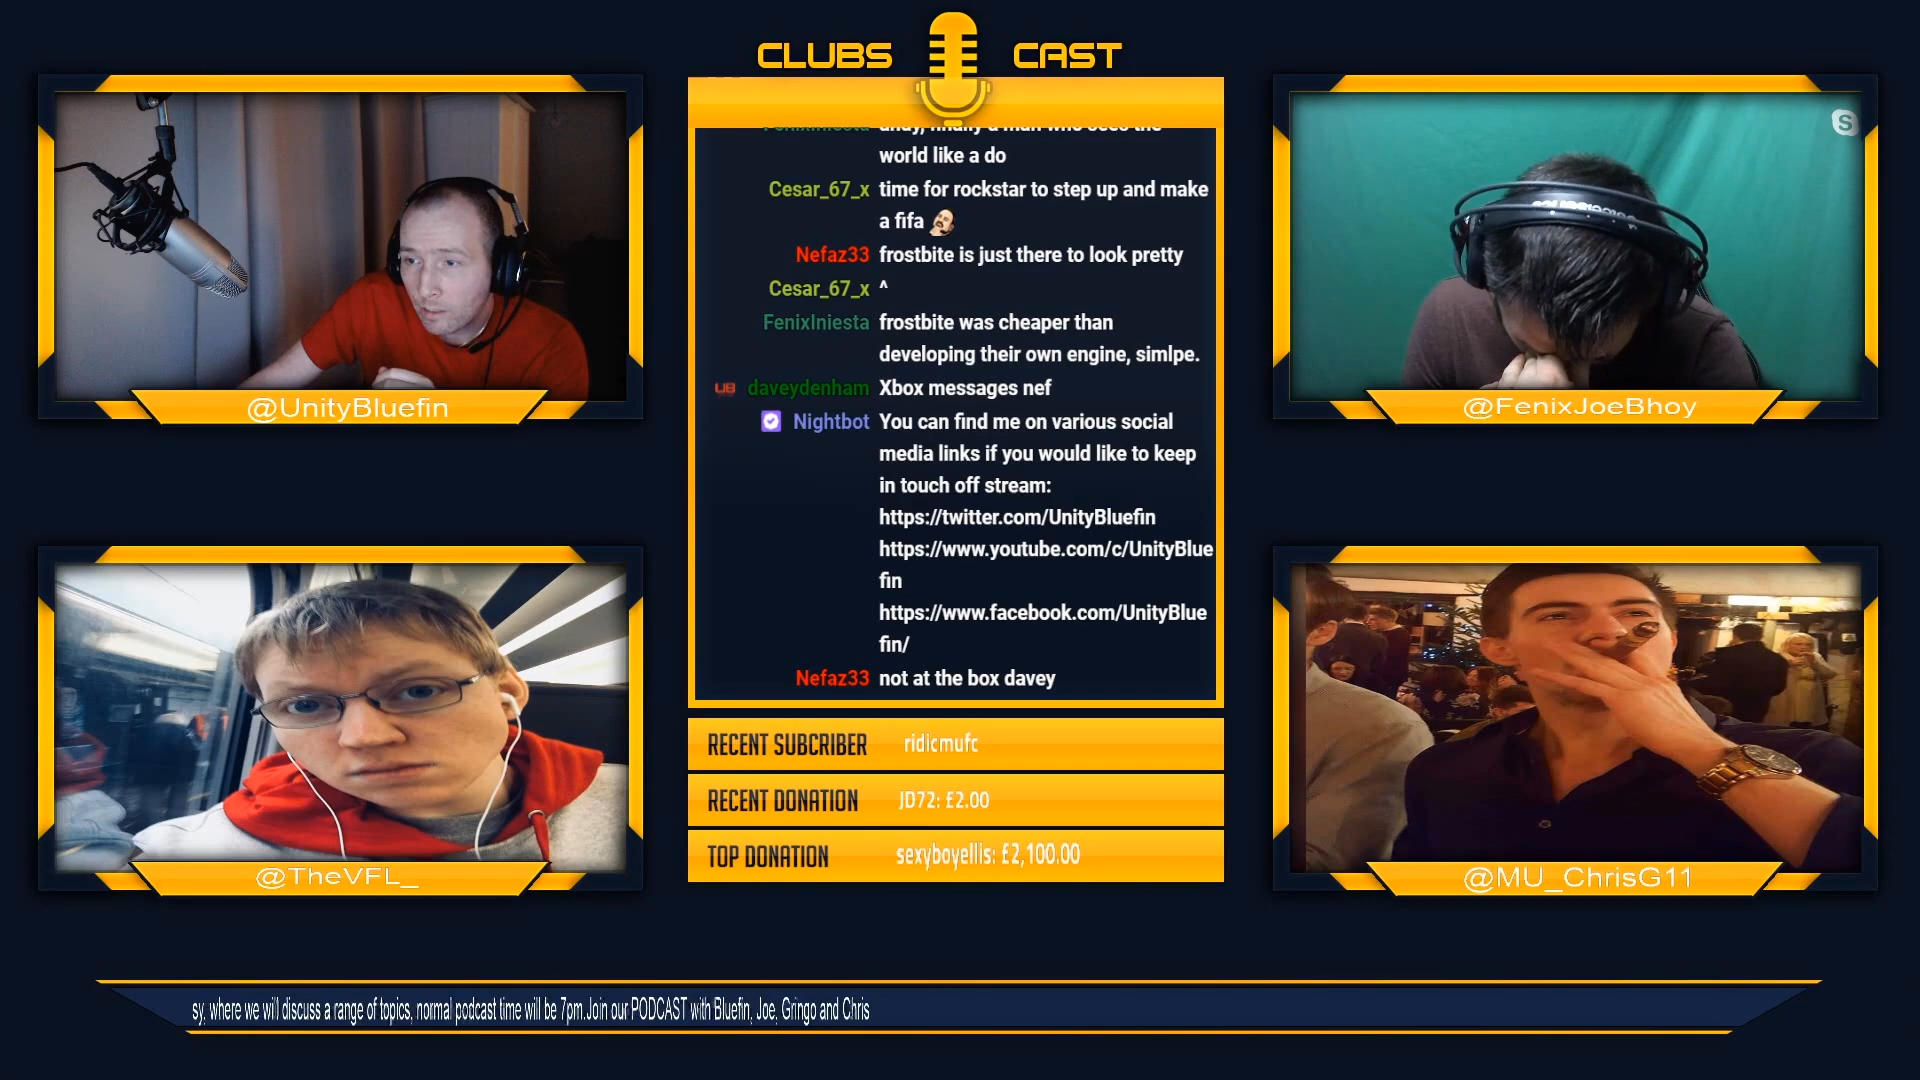 CLUBS CAST
world like a do
Cesar_67_x time for rockstar to step up and make
a fifa
Nefaz33 frostbite is just there to look pretty
Cesar_67_x ^
FenixIniesta frostbite was cheaper than
developing their own engine, simlpe.
UB daveydenham Xbox messages nef
Nightbot You can find me on various social
media links if you would like to keep
in touch off stream:
https://twitter.com/UnityBluefin
https://www.youtube.com/c/UnityBlue
fin
https://www.facebook.com/UnityBlue
fin/
Nefaz33 not at the box davey
@UnityBluefin
@FenixJoeBhoy
@TheVFL_
@MU_ChrisG11
RECENT SUBCRIBER ridicmufc
RECENT DONATION JD72: £2.00
TOP DONATION sexyboyellis: £2,100.00
sy, where we will discuss a range of topics, normal podcast time will be 7pm.Join our PODCAST with Bluefin, Joe, Gringo and Chris